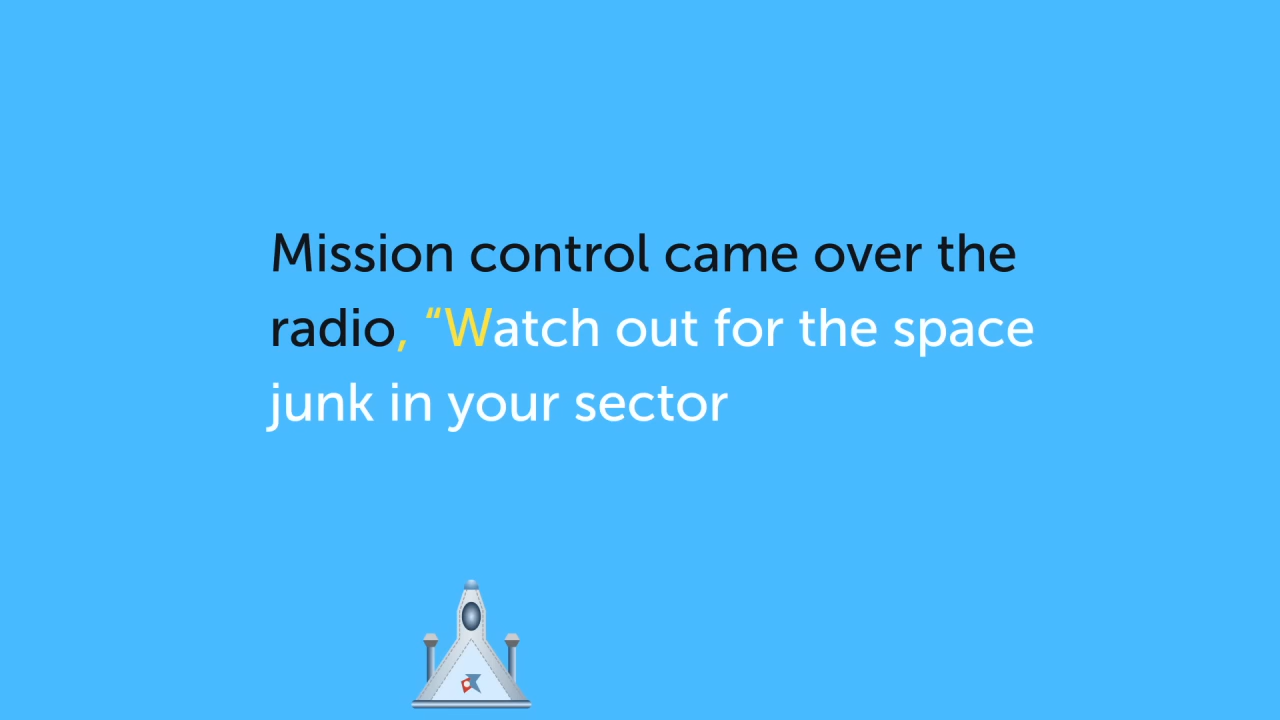 Mission control came over the
radio, “Watch out for the space
junk in your sector